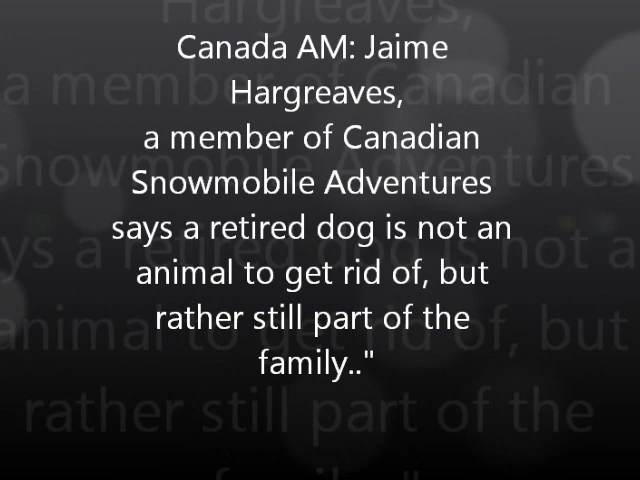 Canada AM: Jaime
Hargreaves,
a member of Canadian
Snowmobile Adventures
says a retired dog is not an
animal to get rid of, but
rather still part of the
family.."